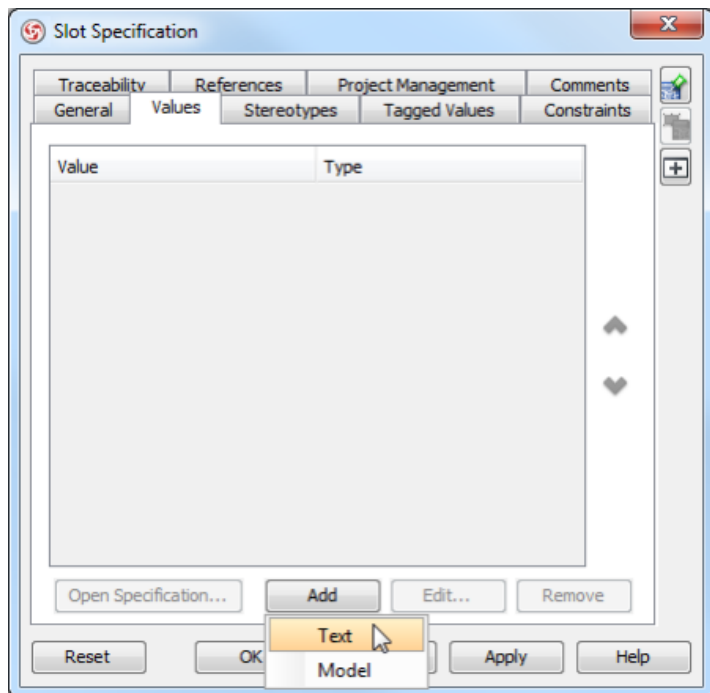 Slot Specification
Traceability References Project Management Comments
General Values Stereotypes Tagged Values Constraints
Value Type
Open Specification... Add Edit... Remove
Text
Reset OK Apply Help
Model